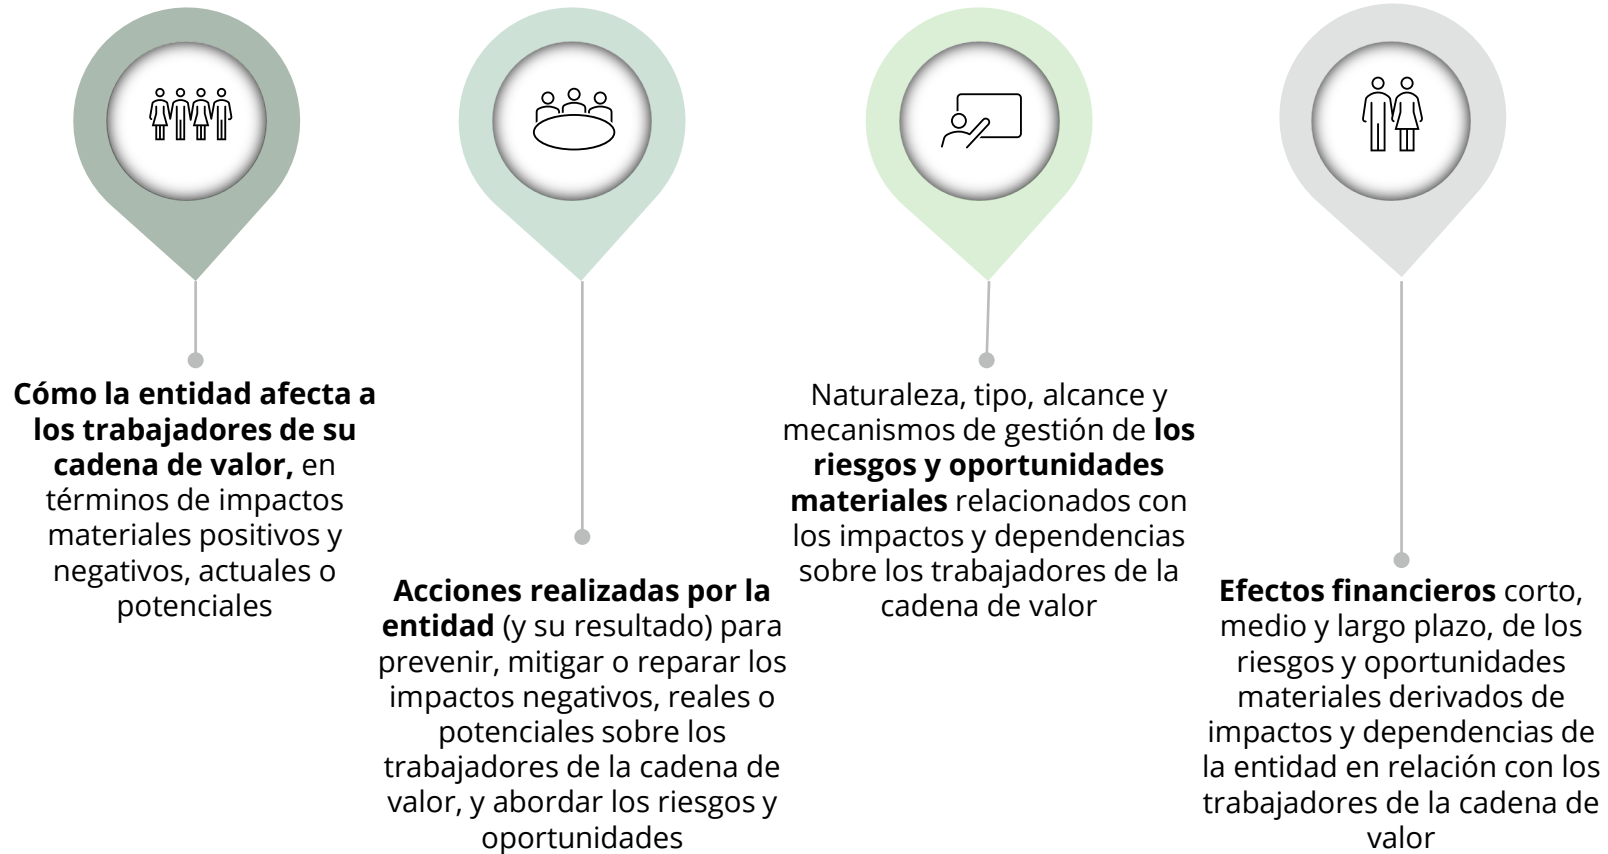 Cómo la entidad afecta a
los trabajadores de su
cadena de valor, en
términos de impactos
materiales positivos y
negativos, actuales o
potenciales
Acciones realizadas por la
entidad (y su resultado) para
prevenir, mitigar o reparar los
impactos negativos, reales o
potenciales sobre los
trabajadores de la cadena de
valor, y abordar los riesgos y
oportunidades
Naturaleza, tipo, alcance y
mecanismos de gestión de los
riesgos y oportunidades
materiales relacionados con
los impactos y dependencias
sobre los trabajadores de la
cadena de valor
Efectos financieros corto,
medio y largo plazo, de los
riesgos y oportunidades
materiales derivados de
impactos y dependencias de
la entidad en relación con los
trabajadores de la cadena de
valor